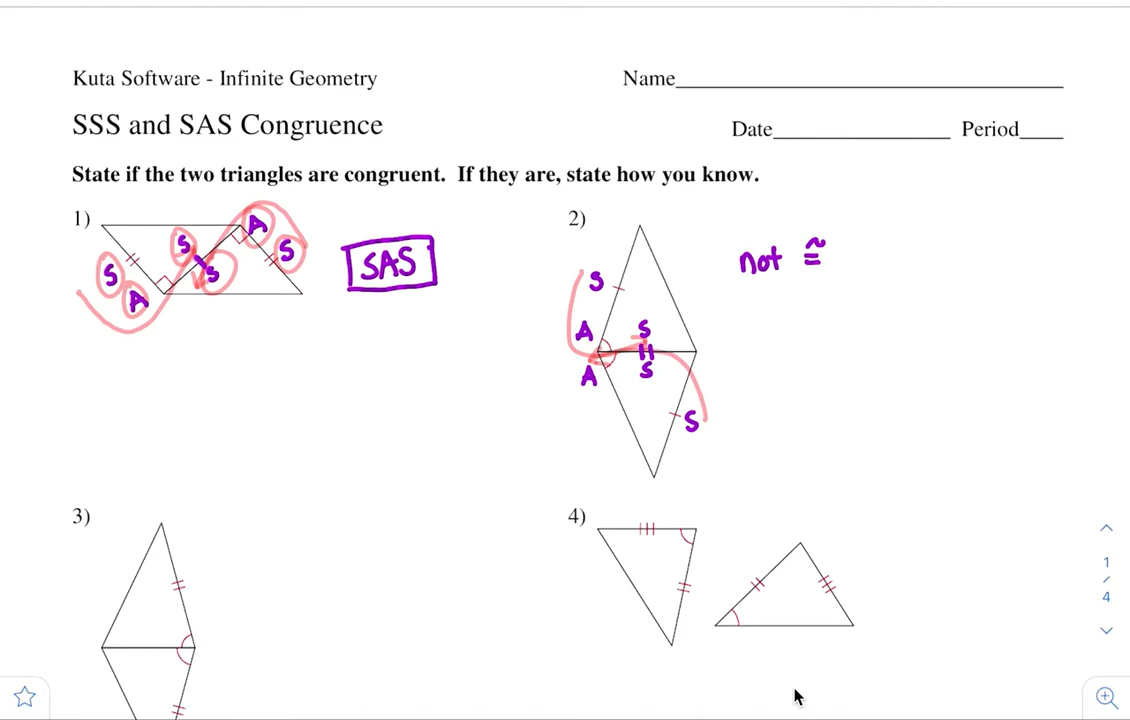 Kuta Software - Infinite Geometry
Name
SSS and SAS Congruence
Date Period
State if the two triangles are congruent. If they are, state how you know.
1)
S
A
S
S
A
S
SAS
2)
S
A
A
S
S
S
not ≅
3)
4)
1
/
4